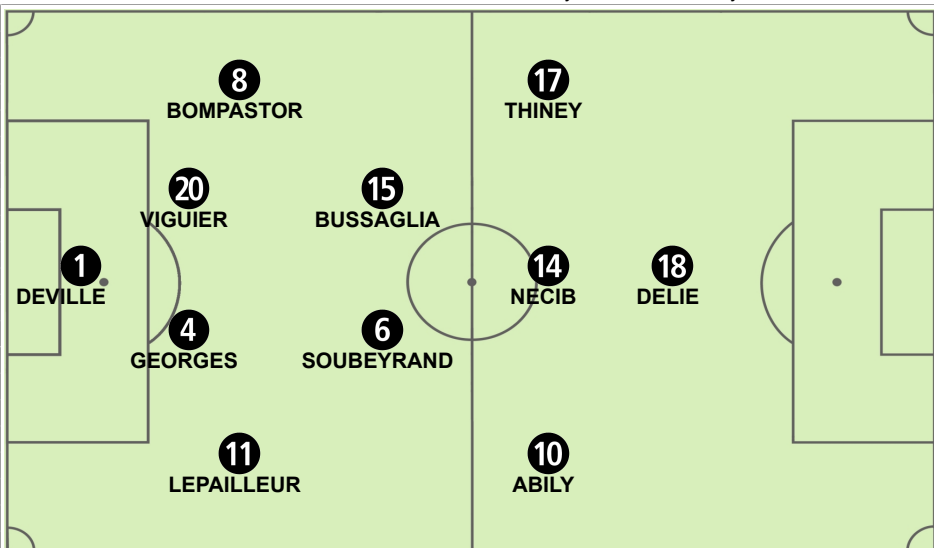 8
BOMPASTOR
17
THINEY
20
VIGUIER
15
BUSSAGLIA
1
DEVILLE
14
NECIB
18
DELIE
4
GEORGES
6
SOUBEYRAND
11
LEPAILLEUR
10
ABILY